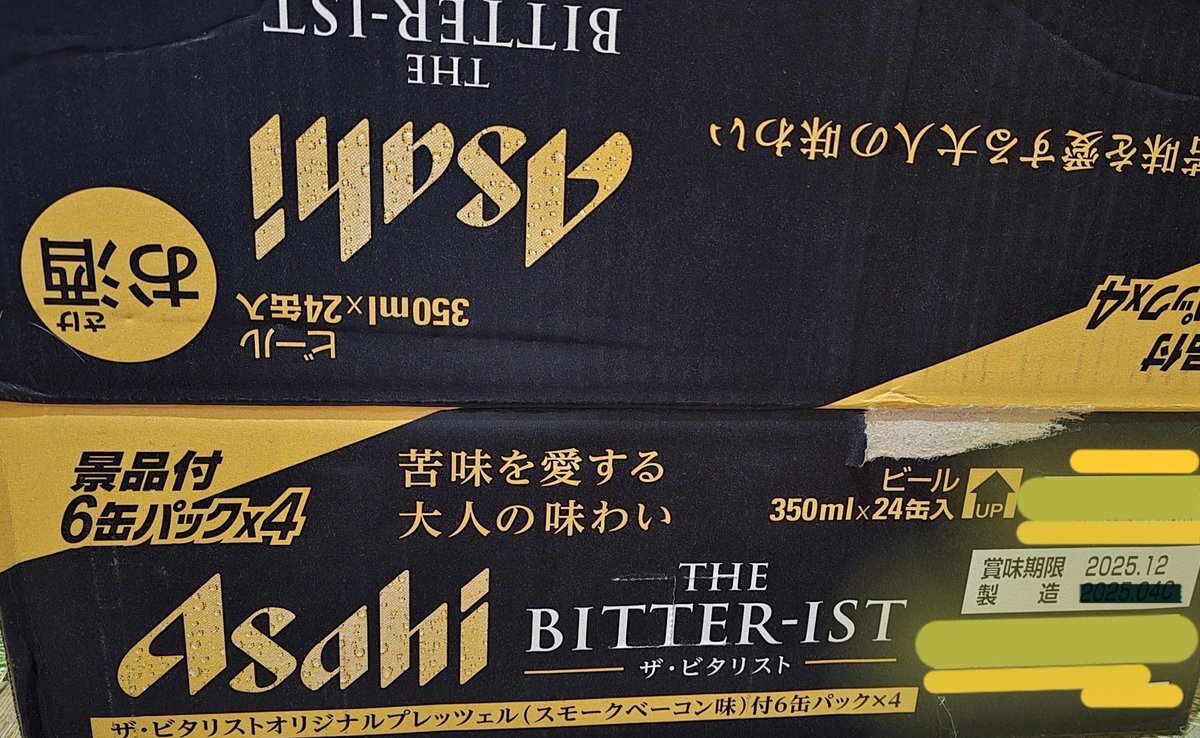 THE
BITTER-IST
Asahi
味を愛する大人の味わい
お酒
さけ
ビール
350ml×24缶入
品付
パックx4
景品付
6缶パックx4
苦味を愛する
大人の味わい
ビール
350ml×24缶入
UP
賞味期限 2025.12
製造 2025.04C
Asahi
THE
BITTER-IST
ザ・ビタリスト
ザ・ビタリストオリジナルプレッツェル(スモークベーコン味)付6缶パック×4